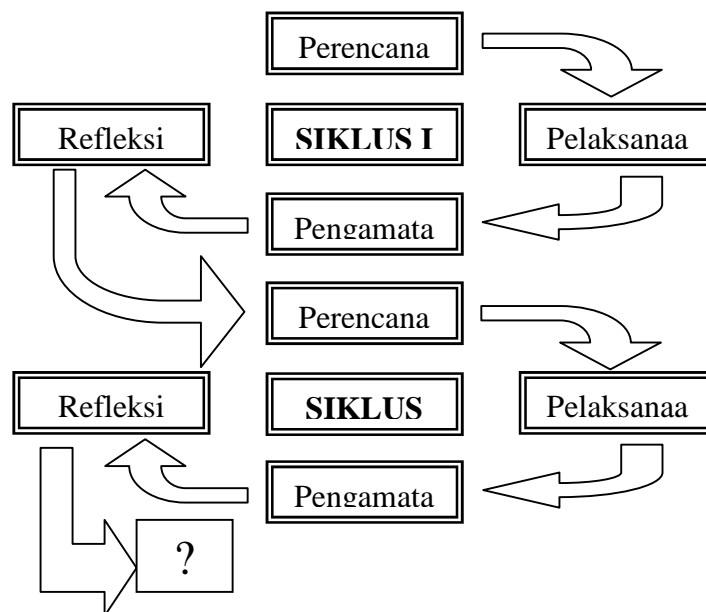 Perencana
Refleksi
SIKLUS I
Pelaksanaa
Pengamata
Perencana
Refleksi
SIKLUS
Pelaksanaa
Pengamata
?